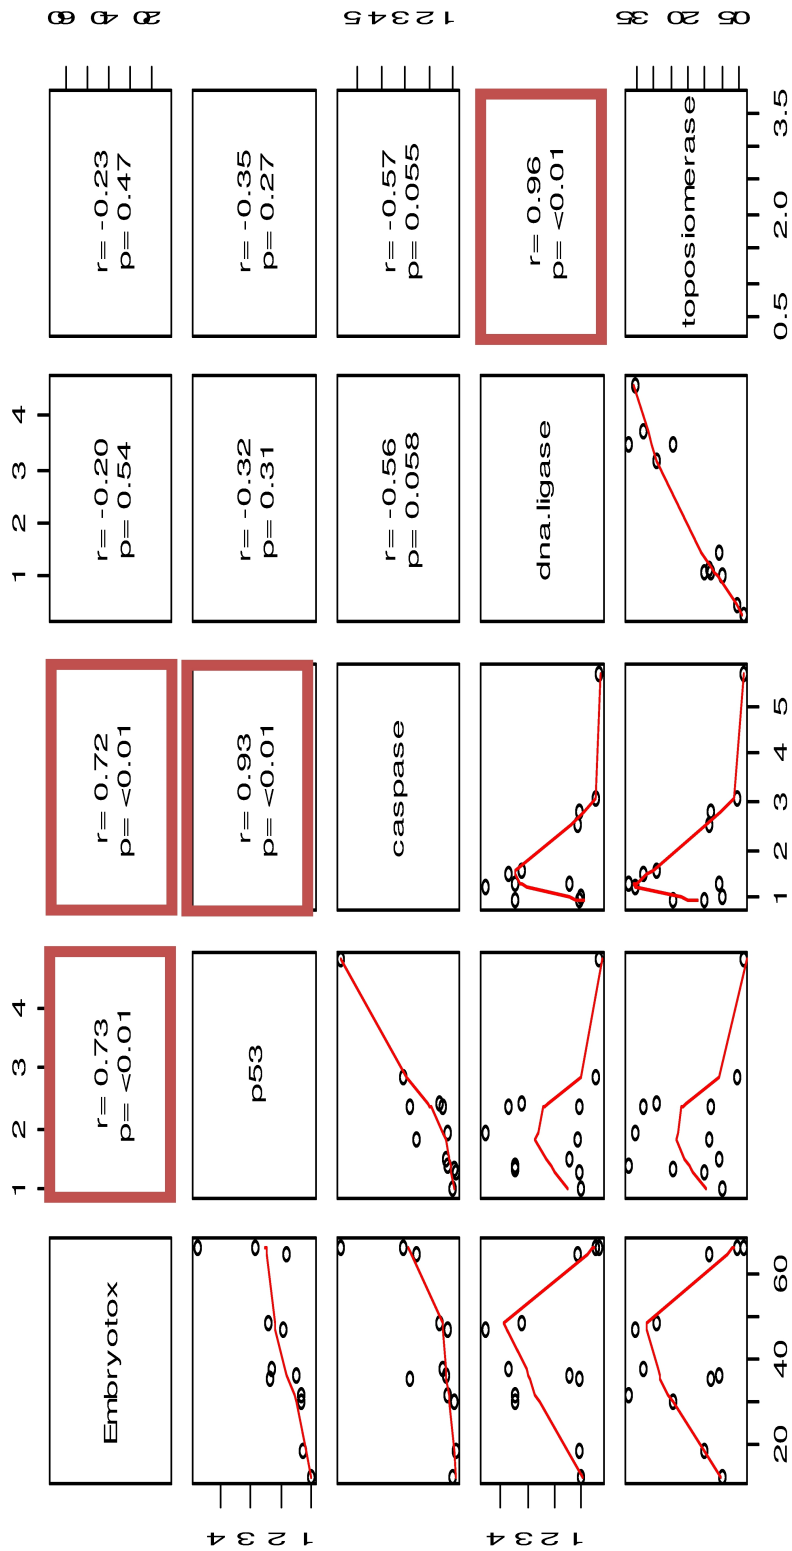 1 2 3 4
1 2 3 4
Embryotox
r= 0.73
p= <0.01
r= 0.72
p= <0.01
r= -0.20
p= 0.54
r= -0.23
p= 0.47
60 40 20
4 3 2 1
p53
r= 0.93
p= <0.01
r= -0.32
p= 0.31
r= -0.35
p= 0.27
caspase
r= -0.56
p= 0.058
r= -0.57
p= 0.055
5 4 3 2 1
4 3 2 1
dna.ligase
r= 0.96
p= <0.01
toposiomerase
35 20 05
20 40 60
1 2 3 4 5
0.5 2.0 3.5